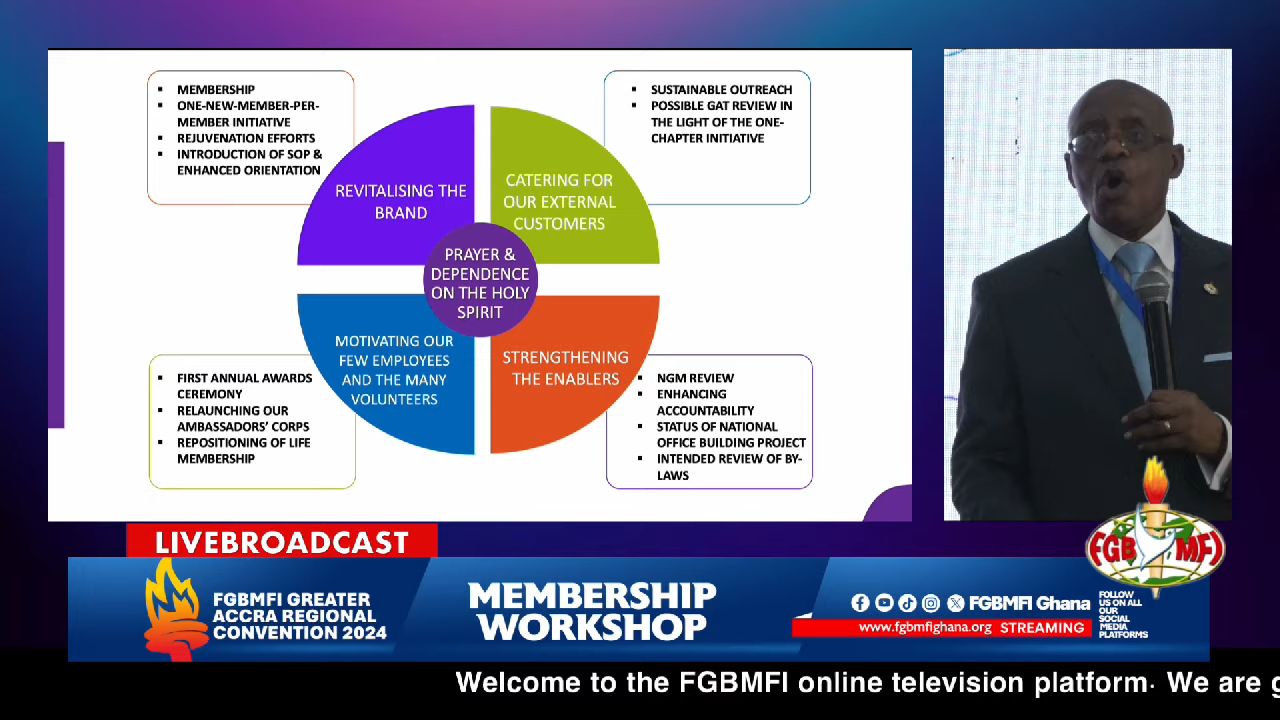 MEMBERSHIP
ONE-NEW-MEMBER-PER-
MEMBER INITIATIVE
REJUVENATION EFFORTS
INTRODUCTION OF SOP &
ENHANCED ORIENTATION
SUSTAINABLE OUTREACH
POSSIBLE GAT REVIEW IN
THE LIGHT OF THE ONE-
CHAPTER INITIATIVE
REVITALISING THE
BRAND
CATERING FOR
OUR EXTERNAL
CUSTOMERS
PRAYER &
DEPENDENCE
ON THE HOLY
SPIRIT
MOTIVATING OUR
FEW EMPLOYEES
AND THE MANY
VOLUNTEERS
STRENGTHENING
THE ENABLERS
FIRST ANNUAL AWARDS
CEREMONY
RELAUNCHING OUR
AMBASSADORS' CORPS
REPOSITIONING OF LIFE
MEMBERSHIP
NGM REVIEW
ENHANCING
ACCOUNTABILITY
STATUS OF NATIONAL
OFFICE BUILDING PROJECT
INTENDED REVIEW OF BY-
LAWS
LIVEBROADCAST
FGBMFI GREATER
ACCRA REGIONAL
CONVENTION 2024
MEMBERSHIP
WORKSHOP
FGBMFI Ghana
www.fgbmfighana.org STREAMING
FOLLOW
US ON ALL
OUR
SOCIAL
MEDIA
PLATFORMS
FGB MFI
Welcome to the FGBMFI online television platform. We are g